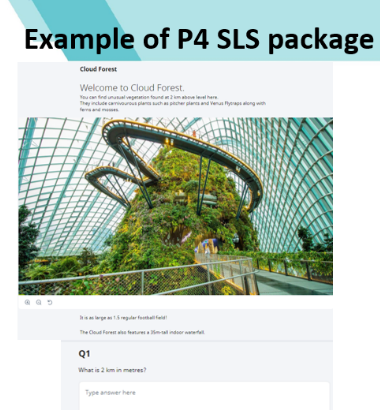 Example of P4 SLS package
Cloud Forest
Welcome to Cloud Forest.
You can find unusual vegetation found at 2 km above level here.
They include carnivourous plants such as pitcher plants and Venus Flytraps along with
ferns and mosses.
It is as large as 1.5 regular football field!
The Cloud Forest also features a 35m-tall indoor waterfall.
Q1
What is 2 km in metres?
Type answer here